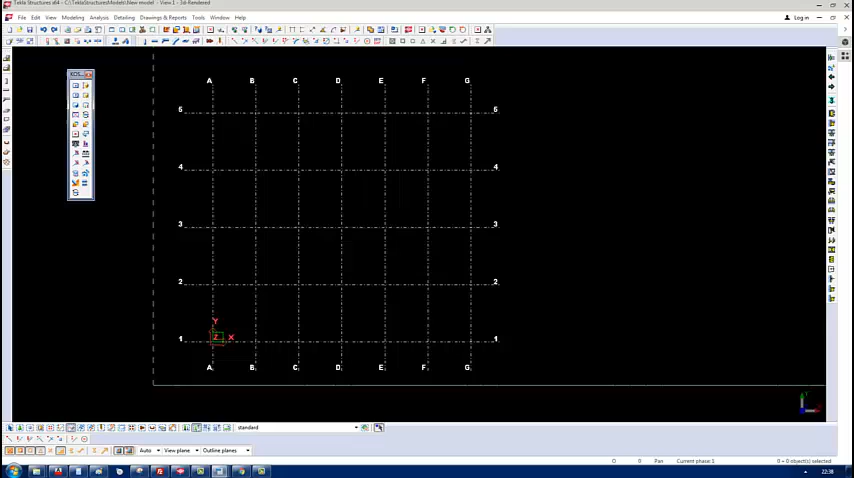 Tekla Structures x64 - C:\TeklaStructuresModels\New model - View 1 - 3d-Rendered
File Edit View Modeling Analysis Detailing Drawings & Reports Tools Window Help
Log in
A B C D E F G
5 5
4 4
3 3
2 2
Y
Z X
1 1
A B C D E F G
standard
Auto View plane Outline planes
O 0 Pan Current phase: 1 0 + 0 object(s) selected
22:38